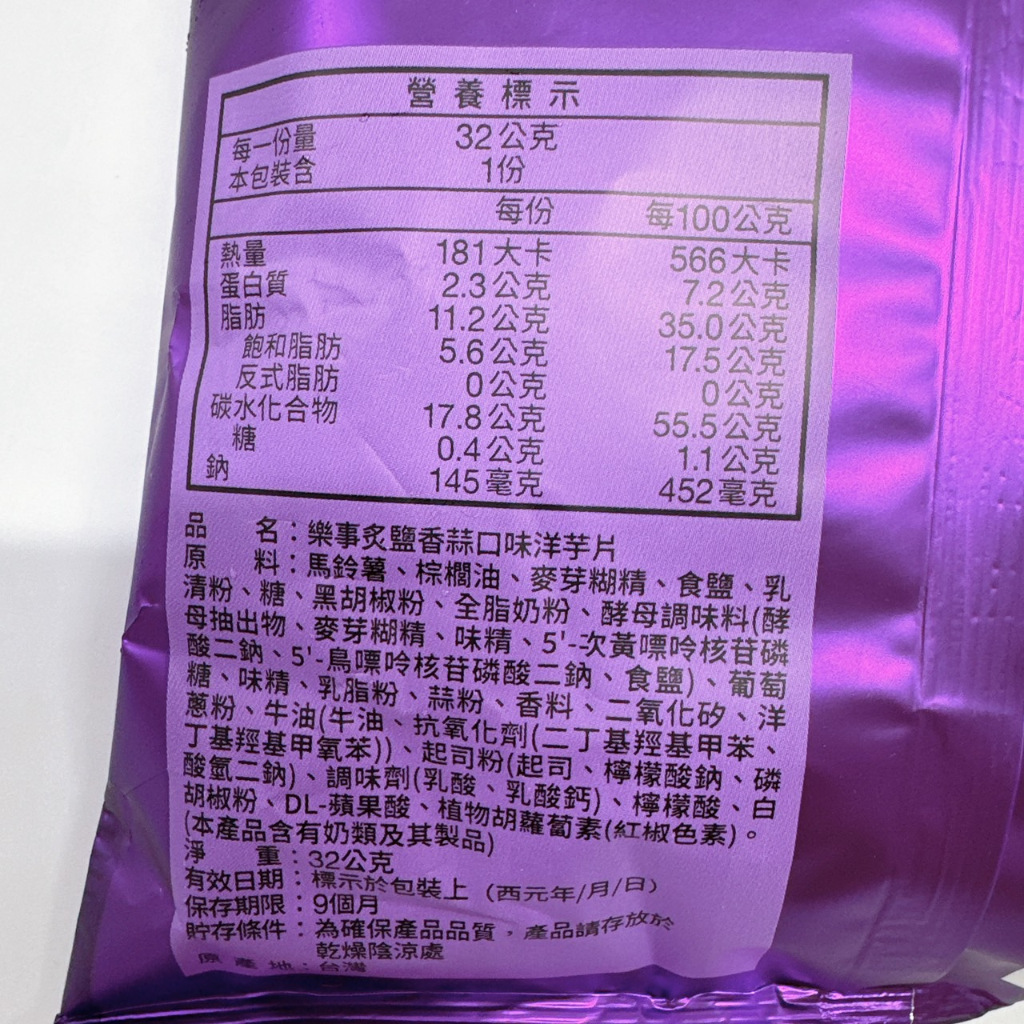 營養標示
每一份量 32公克
本包裝含 1份
每份 每100公克
熱量 181大卡 566大卡
蛋白質 2.3公克 7.2公克
脂肪 11.2公克 35.0公克
飽和脂肪 5.6公克 17.5公克
反式脂肪 0公克 0公克
碳水化合物 17.8公克 55.5公克
糖 0.4公克 1.1公克
鈉 145毫克 452毫克
品名：樂事炙鹽香蒜口味洋芋片
原料：馬鈴薯、棕櫚油、麥芽糊精、食鹽、乳
清粉、糖、黑胡椒粉、全脂奶粉、酵母調味料(酵
母抽出物、麥芽糊精、味精、5'-次黃嘌呤核苷磷
酸二鈉、5'-鳥嘌呤核苷磷酸二鈉、食鹽)、葡萄
糖、味精、乳脂粉、蒜粉、香料、二氧化矽、洋
蔥粉、牛油(牛油、抗氧化劑(二丁基羥基甲苯、
丁基羥基甲氧苯))、起司粉(起司、檸檬酸鈉、磷
酸氫二鈉)、調味劑(乳酸、乳酸鈣)、檸檬酸、白
胡椒粉、DL-蘋果酸、植物胡蘿蔔素(紅椒色素)。
(本產品含有奶類及其製品)
淨重：32公克
有效日期：標示於包裝上（西元年/月/日）
保存期限：9個月
貯存條件：為確保產品品質，產品請存放於
乾燥陰涼處
原產地：台灣